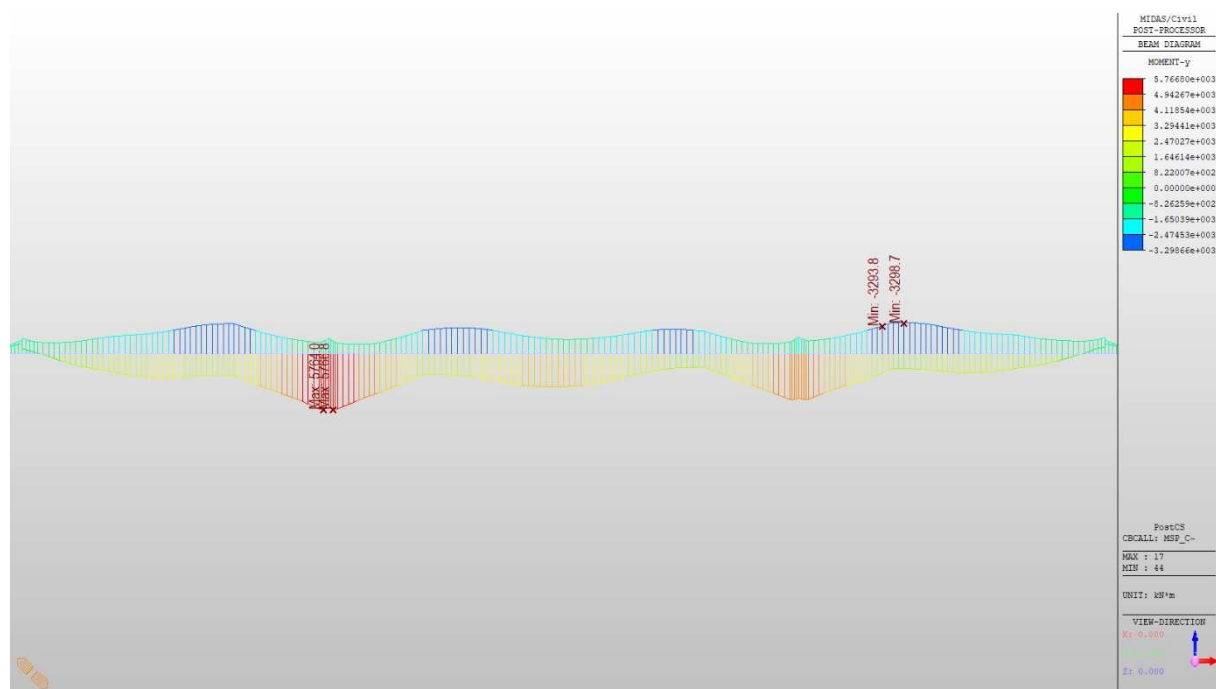 MIDAS/Civil
POST-PROCESSOR
BEAM DIAGRAM
MOMENT-y
5.76680e+003
4.94267e+003
4.11854e+003
3.29441e+003
2.47027e+003
1.64614e+003
8.22007e+002
0.00000e+000
-8.26259e+002
-1.65039e+003
-2.47453e+003
-3.29866e+003
Min: -3293.8
Min: -3298.7
Max: 5764.0
Max: 5766.8
PostCS
CBCALL: MSP_C~
MAX : 17
MIN : 44
UNIT: kN*m
VIEW-DIRECTION
X: 0.000
Z: 0.000